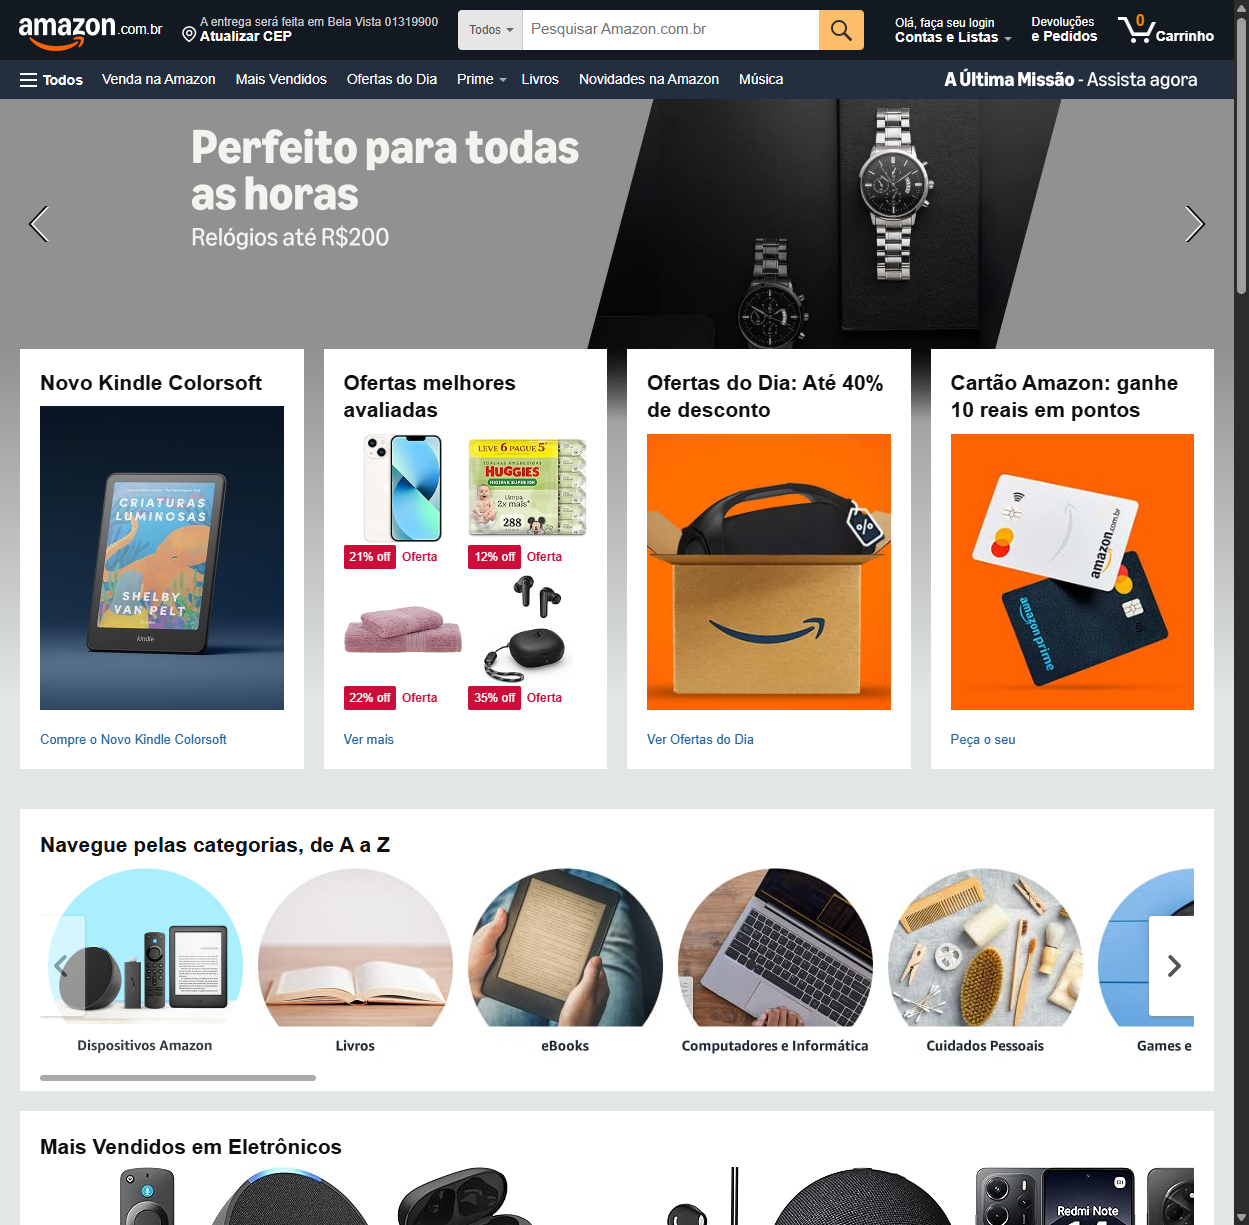 amazon.com.br
A entrega será feita em Bela Vista 01319900
Atualizar CEP
Todos
Pesquisar Amazon.com.br
Olá, faça seu login
Contas e Listas
Devoluções
e Pedidos
0
Carrinho
Todos
Venda na Amazon
Mais Vendidos
Ofertas do Dia
Prime
Livros
Novidades na Amazon
Música
A Última Missão - Assista agora
Perfeito para todas
as horas
Relógios até R$200
Novo Kindle Colorsoft
CRIATURAS
LUMINOSAS
SHELBY
VAN PELT
kindle
Compre o Novo Kindle Colorsoft
Ofertas melhores
avaliadas
LEVE 6 PAGUE 5
TOALHAS UMEDECIDAS
HUGGIES
HIGIENE SUPERIOR
Limpa
2x mais*
288
21% off Oferta
12% off Oferta
22% off Oferta
35% off Oferta
Ver mais
Ofertas do Dia: Até 40%
de desconto
%
Ver Ofertas do Dia
Cartão Amazon: ganhe
10 reais em pontos
amazon.com.br
amazon prime
Peça o seu
Navegue pelas categorias, de A a Z
Dispositivos Amazon
Livros
eBooks
Computadores e Informática
Cuidados Pessoais
Games e
Mais Vendidos em Eletrônicos
Redmi Note